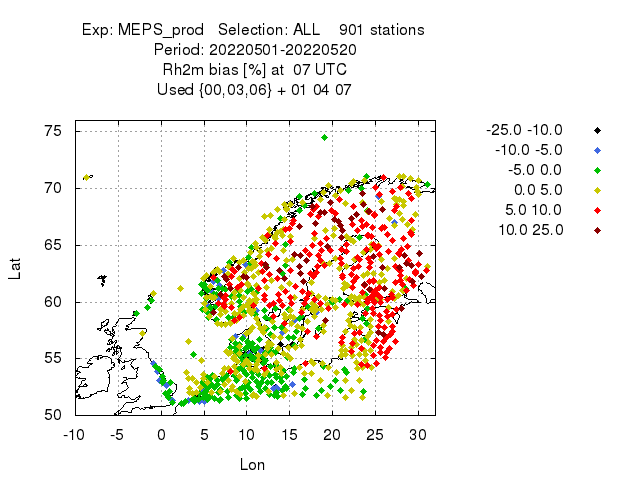 Exp: MEPS_prod   Selection: ALL    901 stations
Period: 20220501-20220520
Rh2m bias [%] at  07 UTC
Used {00,03,06} + 01 04 07
-25.0 -10.0
-10.0 -5.0
-5.0 0.0
0.0 5.0
5.0 10.0
10.0 25.0
Lat
75
70
65
60
55
50
-10 -5 0 5 10 15 20 25 30
Lon